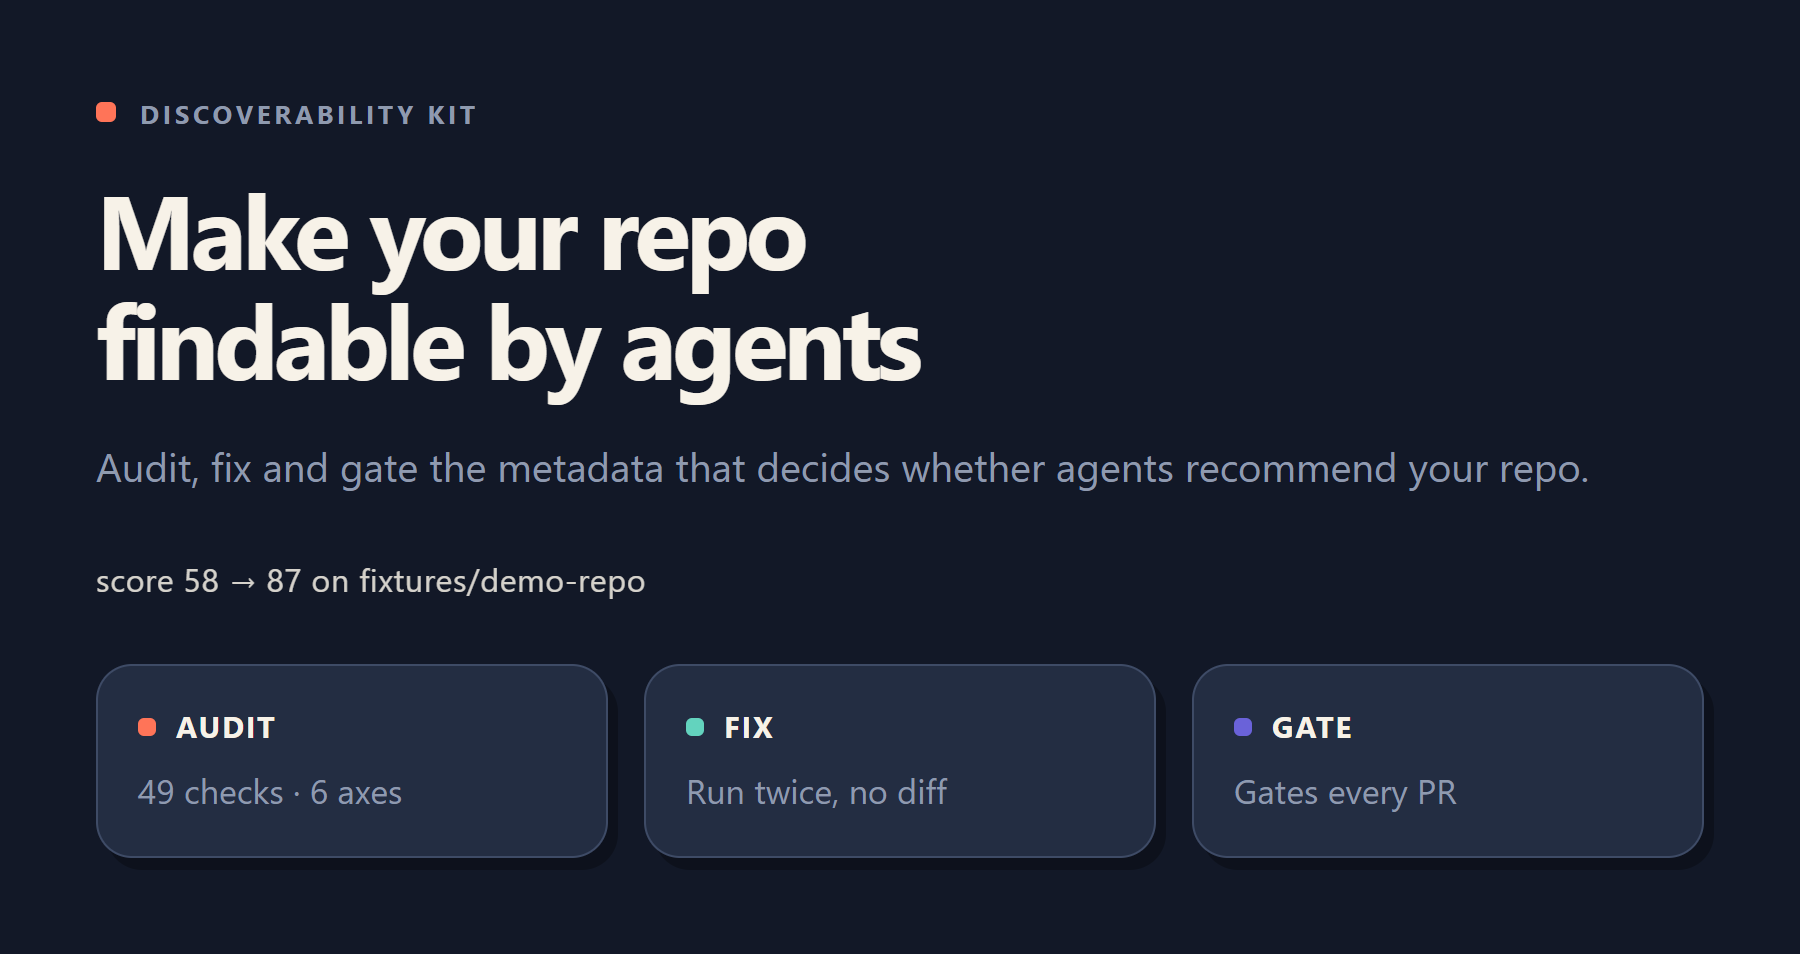 DISCOVERABILITY KIT
Make your repo
findable by agents
Audit, fix and gate the metadata that decides whether agents recommend your repo.
score 58 → 87 on fixtures/demo-repo
AUDIT
49 checks · 6 axes
FIX
Run twice, no diff
GATE
Gates every PR